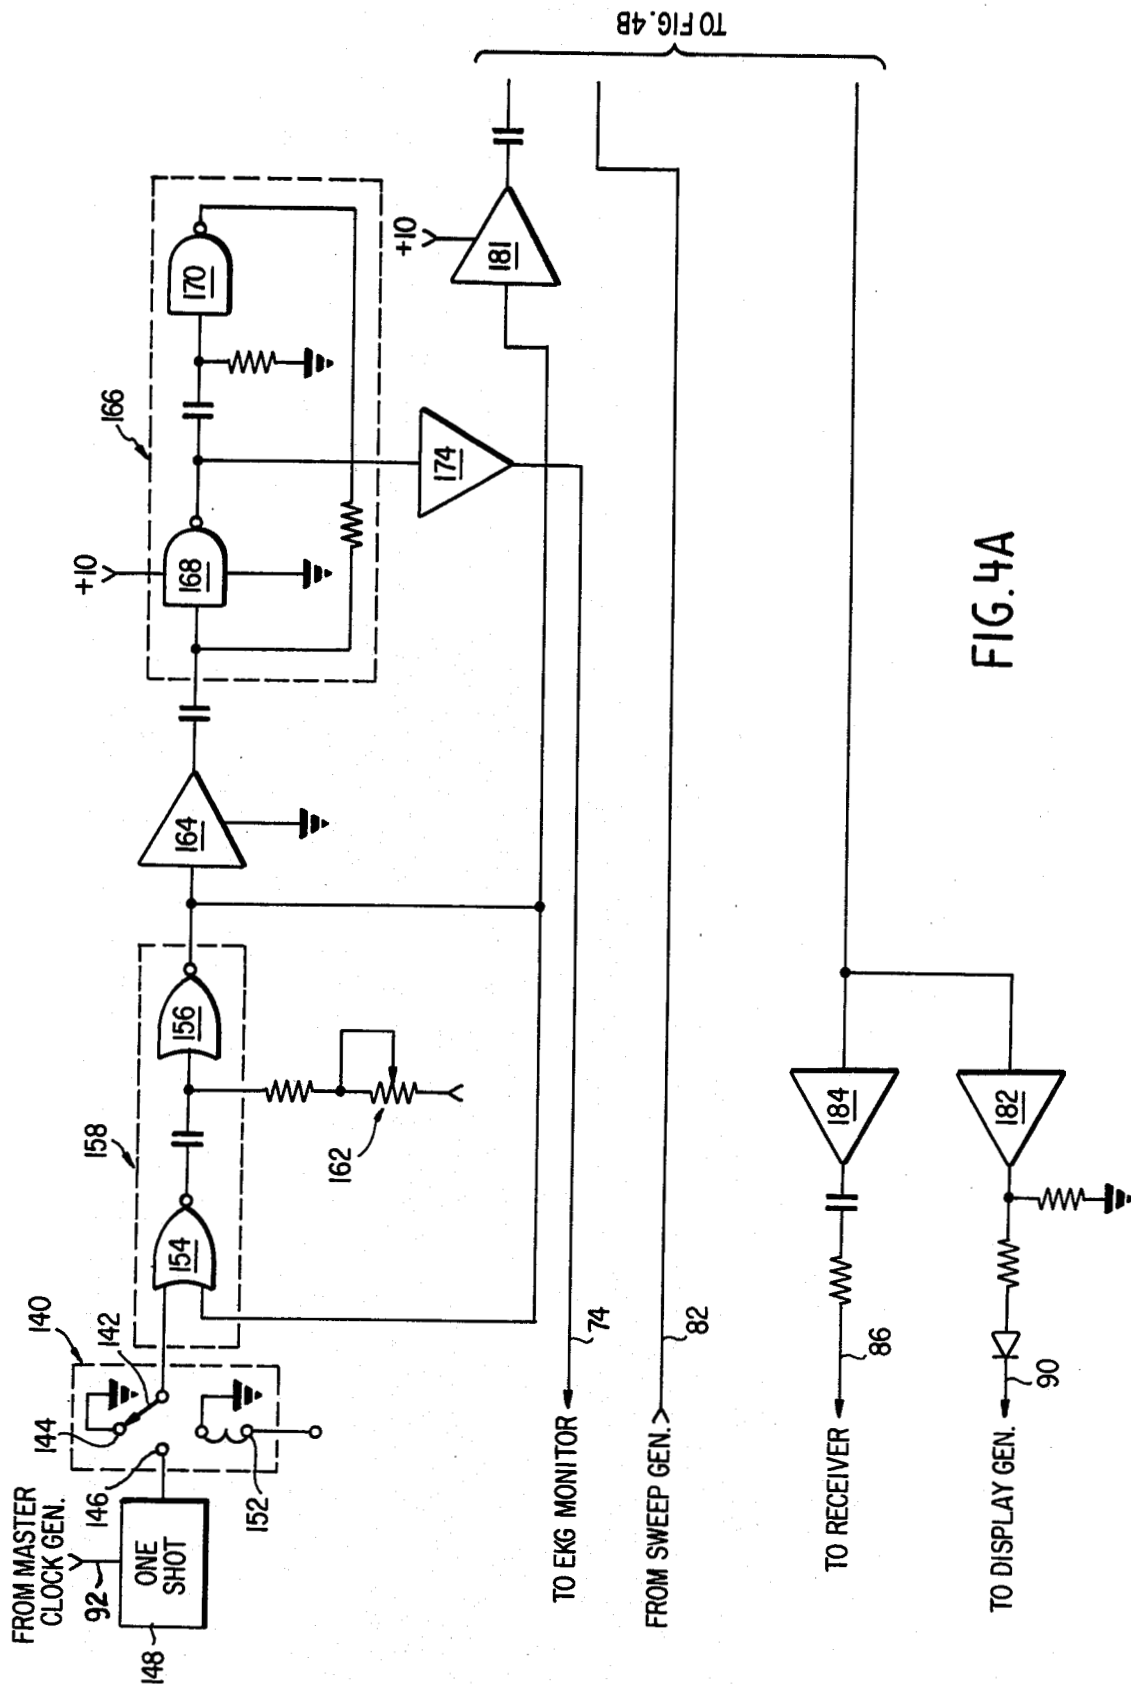 FROM MASTER
CLOCK GEN.
92
ONE
SHOT
148
146
144
142
140
152
154
158
156
162
164
166
168
+10
170
174
+10
181
TO FIG. 4B
TO EKG MONITOR
74
FROM SWEEP GEN.
82
TO RECEIVER
86
184
TO DISPLAY GEN.
90
182
FIG. 4A